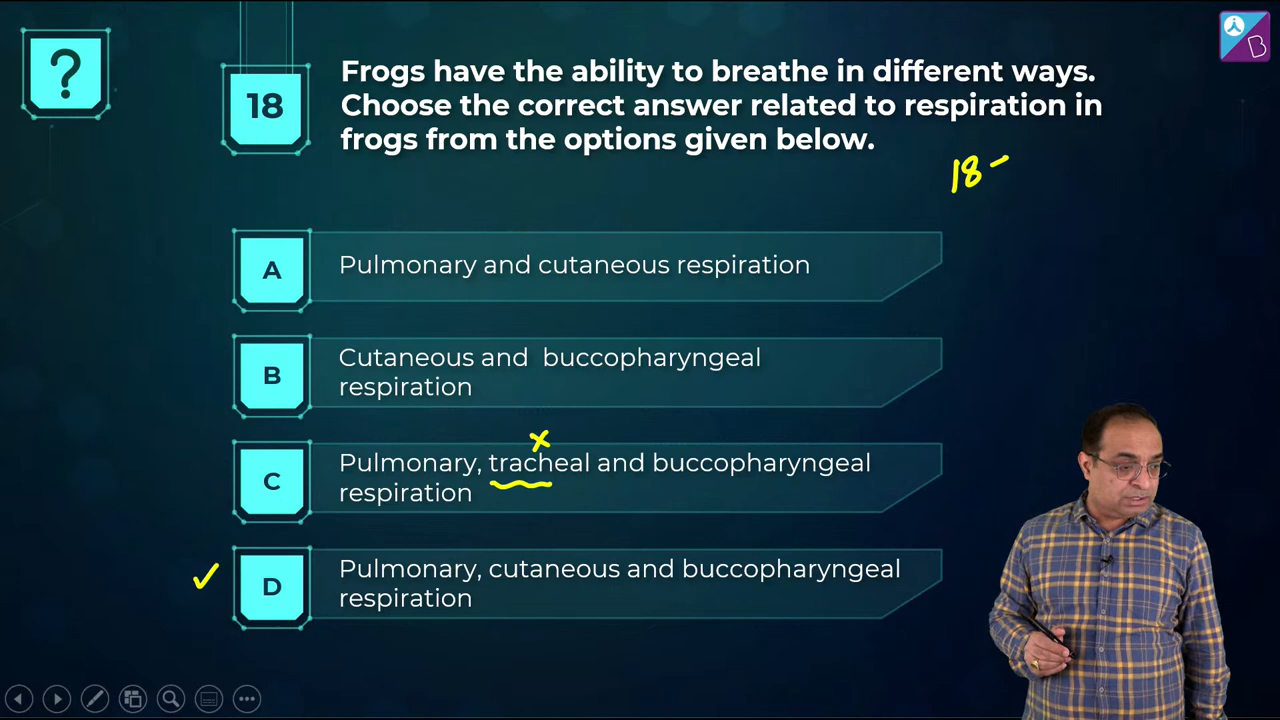 ?
18
Frogs have the ability to breathe in different ways.
Choose the correct answer related to respiration in
frogs from the options given below.
18 -
A
Pulmonary and cutaneous respiration
B
Cutaneous and buccopharyngeal
respiration
C
Pulmonary, tracheal and buccopharyngeal
respiration
D
Pulmonary, cutaneous and buccopharyngeal
respiration
B